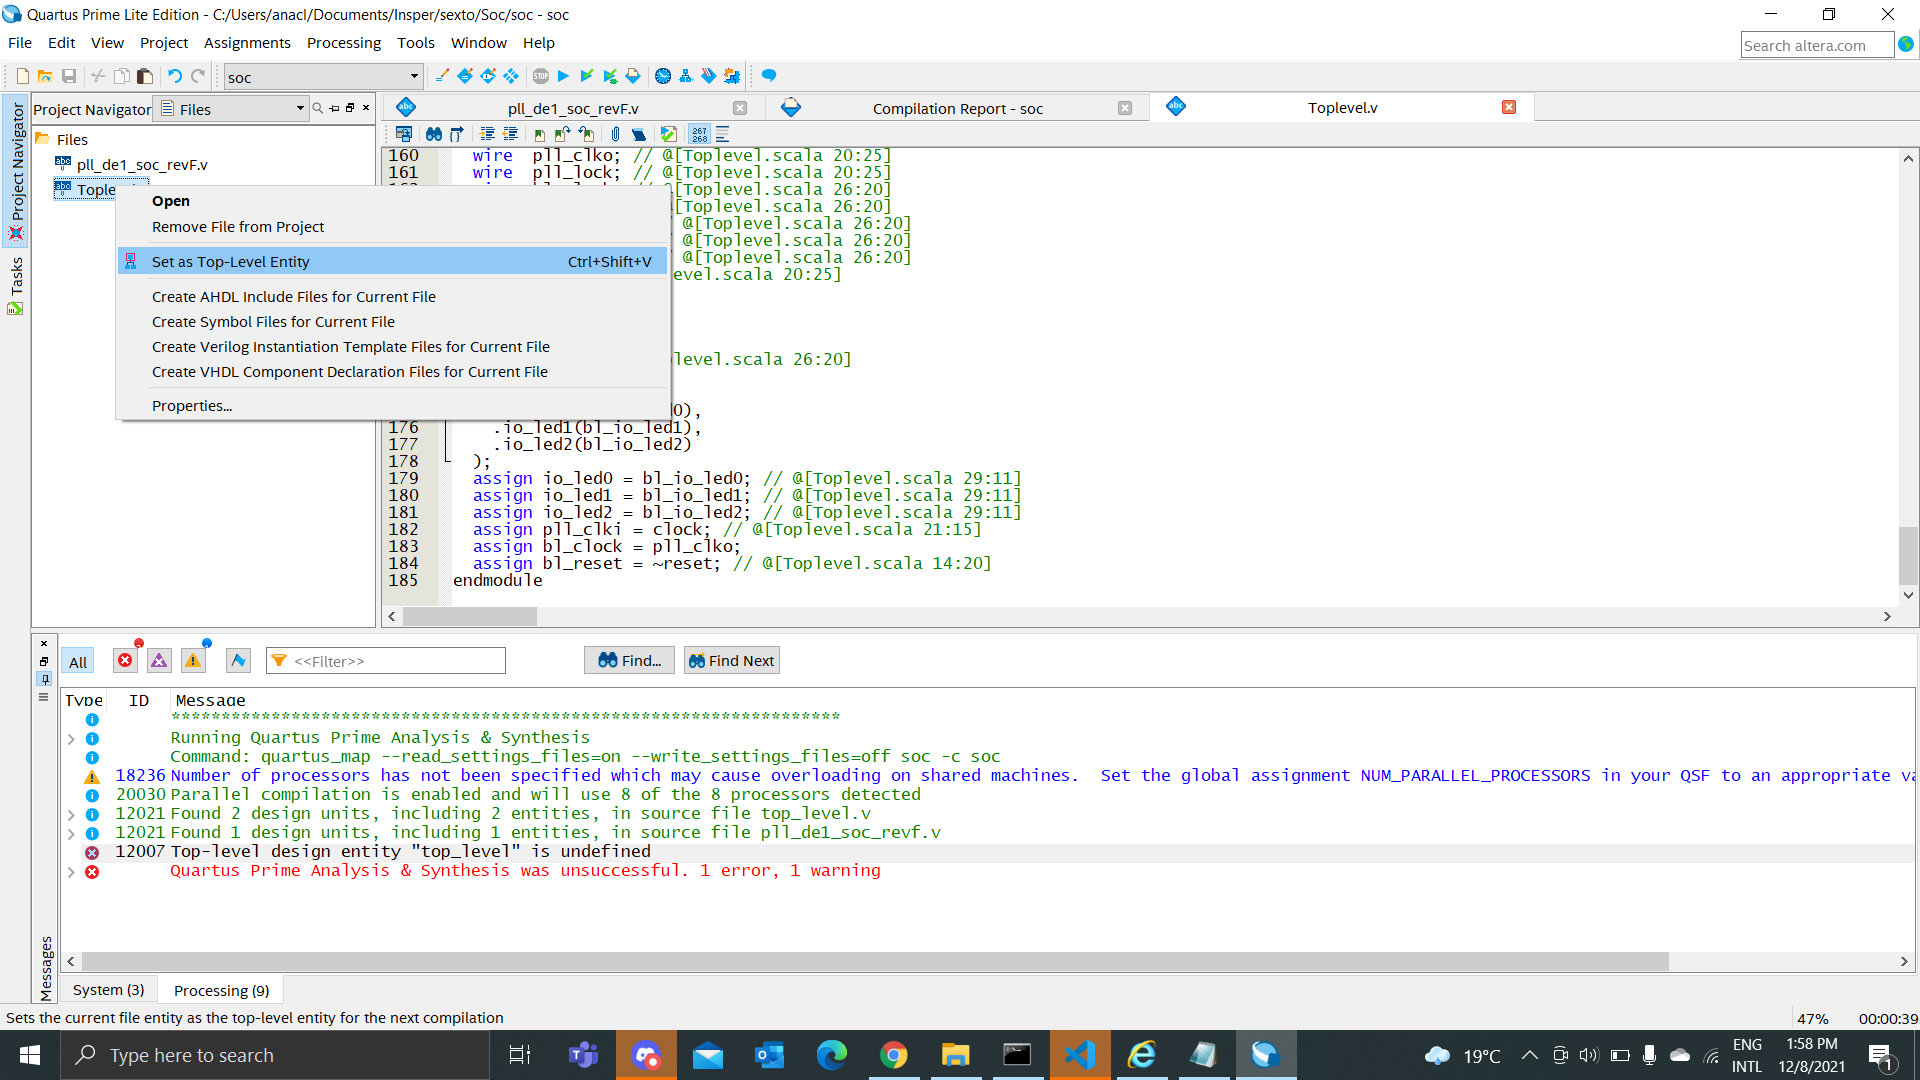 Quartus Prime Lite Edition - C:/Users/anacl/Documents/Insper/sexto/Soc/soc - soc
File Edit View Project Assignments Processing Tools Window Help
Search altera.com
soc
Project Navigator Files
pll_de1_soc_revF.v
Compilation Report - soc
Toplevel.v
Project Navigator
Tasks
Files
pll_de1_soc_revF.v
Open
Remove File from Project
Set as Top-Level Entity Ctrl+Shift+V
Create AHDL Include Files for Current File
Create Symbol Files for Current File
Create Verilog Instantiation Template Files for Current File
Create VHDL Component Declaration Files for Current File
Properties...
267
268
160 wire pll_clko; // @[Toplevel.scala 20:25]
161 wire pll_lock; // @[Toplevel.scala 20:25]
[Toplevel.scala 26:20]
[Toplevel.scala 26:20]
@[Toplevel.scala 26:20]
@[Toplevel.scala 26:20]
@[Toplevel.scala 26:20]
evel.scala 20:25]
level.scala 26:20]
0),
176 .io_led1(bl_io_led1),
177 .io_led2(bl_io_led2)
178 );
179 assign io_led0 = bl_io_led0; // @[Toplevel.scala 29:11]
180 assign io_led1 = bl_io_led1; // @[Toplevel.scala 29:11]
181 assign io_led2 = bl_io_led2; // @[Toplevel.scala 29:11]
182 assign pll_clki = clock; // @[Toplevel.scala 21:15]
183 assign bl_clock = pll_clko;
184 assign bl_reset = ~reset; // @[Toplevel.scala 14:20]
185 endmodule
All <<Filter>> Find... Find Next
Type ID Message
*******************************************************************
Running Quartus Prime Analysis & Synthesis
Command: quartus_map --read_settings_files=on --write_settings_files=off soc -c soc
18236 Number of processors has not been specified which may cause overloading on shared machines. Set the global assignment NUM_PARALLEL_PROCESSORS in your QSF to an appropriate va
20030 Parallel compilation is enabled and will use 8 of the 8 processors detected
12021 Found 2 design units, including 2 entities, in source file top_level.v
12021 Found 1 design units, including 1 entities, in source file pll_de1_soc_revf.v
12007 Top-level design entity "top_level" is undefined
Quartus Prime Analysis & Synthesis was unsuccessful. 1 error, 1 warning
Messages
System (3) Processing (9)
Sets the current file entity as the top-level entity for the next compilation
47% 00:00:39
Type here to search
19°C
ENG
INTL
1:58 PM
12/8/2021
1